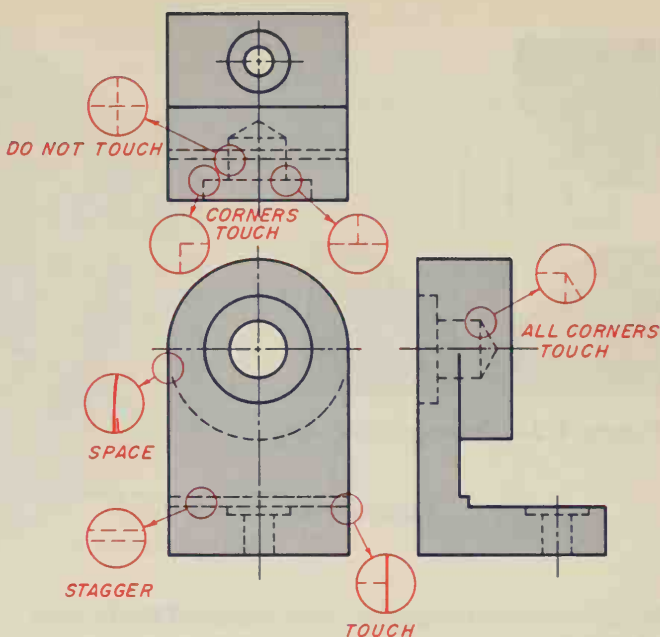 DO NOT TOUCH
CORNERS
TOUCH
ALL CORNERS
TOUCH
SPACE
STAGGER
TOUCH